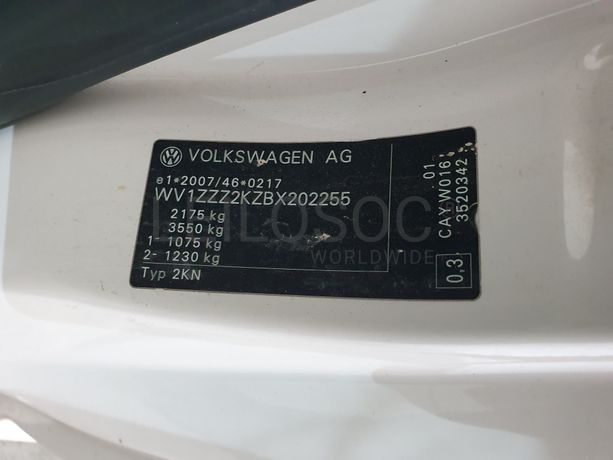 VOLKSWAGEN AG
e1*2007/46*0217
WV1ZZZ2KZBX202255
2175 kg
3550 kg
1- 1075 kg
2- 1230 kg
Typ 2KN
CAY.W016/
.01
3520342
0,3
LEILOSOC
WORLDWIDE